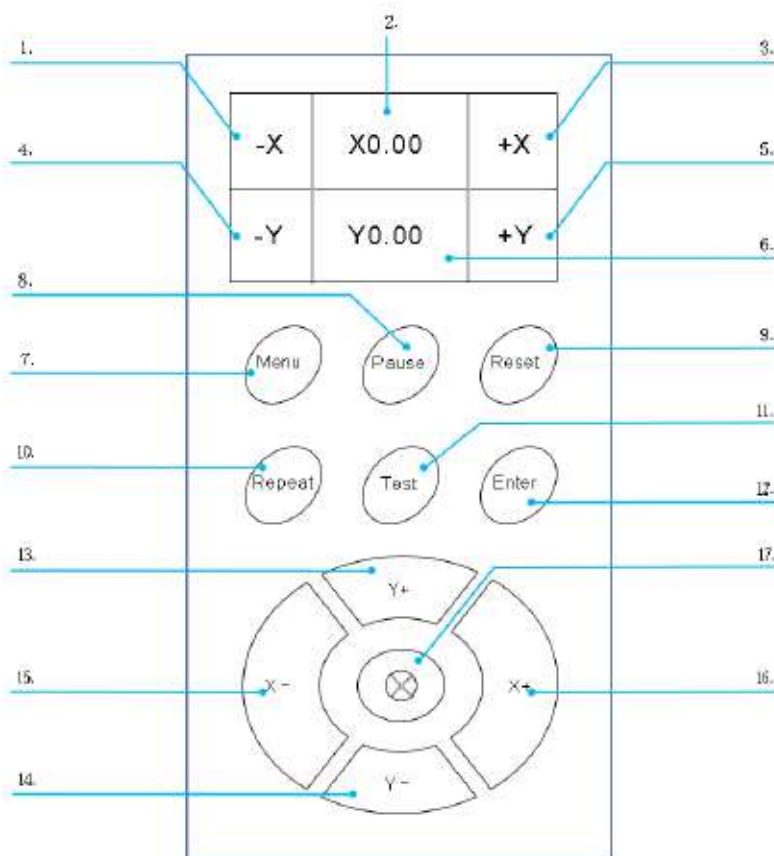 2.
1. 3.
-X X0.00 +X
4. 5.
-Y Y0.00 +Y
6.
8.
7. Menu Pause Reset 9.
11.
10. Repeat Test Enter 12.
13. 17.
Y+
15. X- X+ 16.
14. Y-